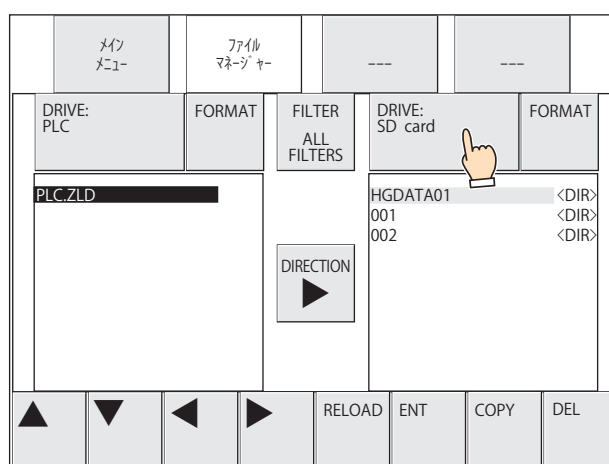 メイン
メニュー
ファイル
マネージャー
---
---
DRIVE:
PLC
FORMAT
FILTER
ALL
FILTERS
DRIVE:
SD card
FORMAT
PLC.ZLD
HGDATA01 <DIR>
001 <DIR>
002 <DIR>
DIRECTION
RELOAD
ENT
COPY
DEL